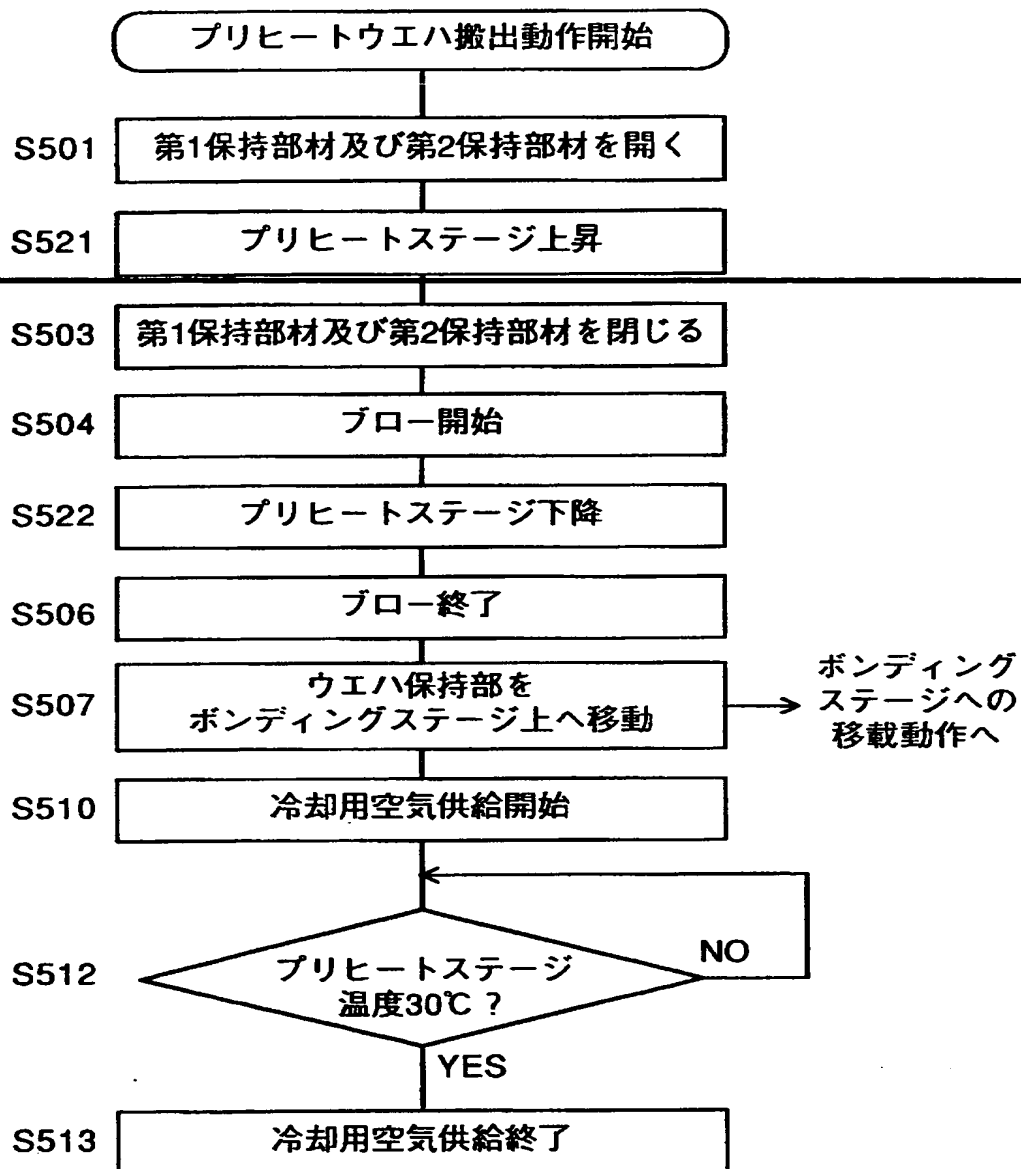 プリヒートウエハ搬出動作開始
S501
第1保持部材及び第2保持部材を開く
S521
プリヒートステージ上昇
S503
第1保持部材及び第2保持部材を閉じる
S504
ブロー開始
S522
プリヒートステージ下降
S506
ブロー終了
S507
ウエハ保持部を
ボンディングステージ上へ移動
ボンディング
ステージへの
移載動作へ
S510
冷却用空気供給開始
S512
プリヒートステージ
温度30℃?
NO
YES
S513
冷却用空気供給終了